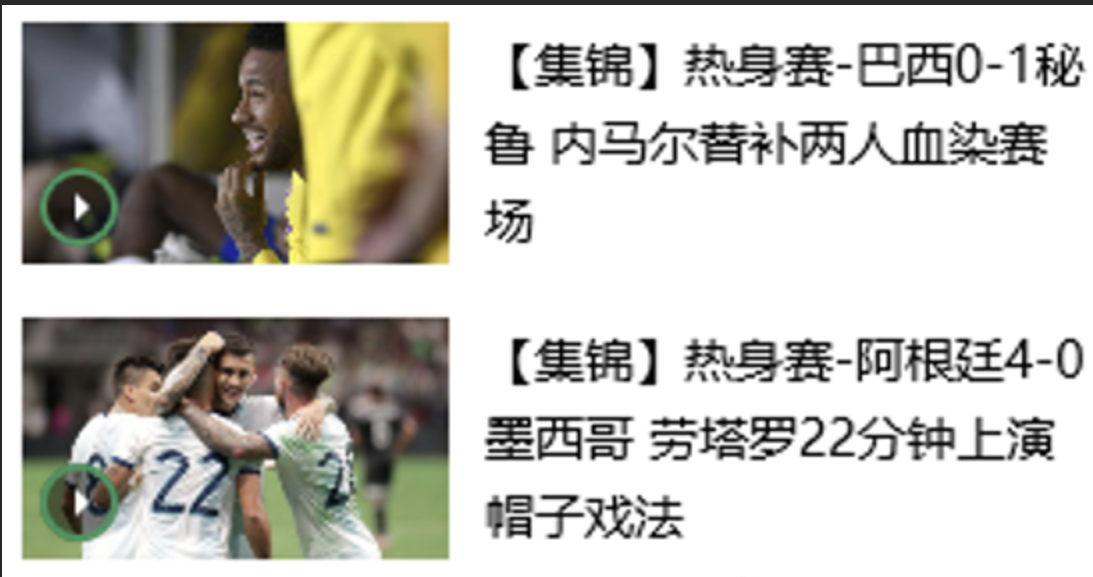 【集锦】热身赛-巴西0-1秘
鲁 内马尔替补两人血染赛
场
【集锦】热身赛-阿根廷4-0
墨西哥 劳塔罗22分钟上演
帽子戏法
22